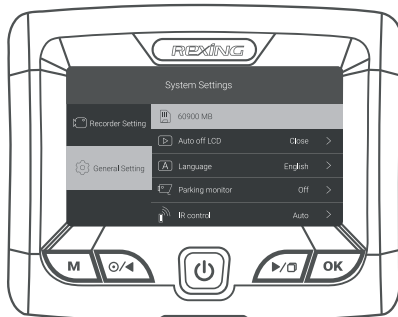 REXING
System Settings
Recorder Setting
General Setting
60900 MB
Auto off LCD Close >
A Language English >
Parking monitor Off >
IR control Auto >
M
OK